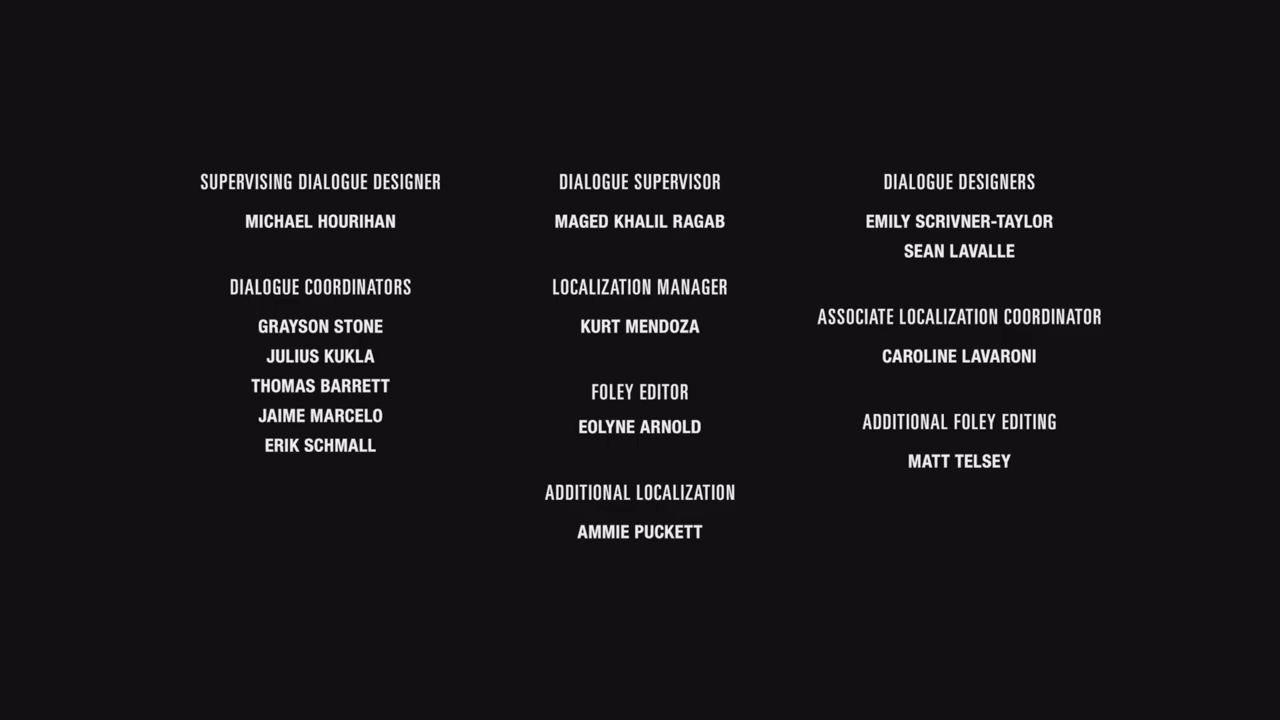 SUPERVISING DIALOGUE DESIGNER
MICHAEL HOURIHAN
DIALOGUE COORDINATORS
GRAYSON STONE
JULIUS KUKLA
THOMAS BARRETT
JAIME MARCELO
ERIK SCHMALL
DIALOGUE SUPERVISOR
MAGED KHALIL RAGAB
LOCALIZATION MANAGER
KURT MENDOZA
FOLEY EDITOR
EOLYNE ARNOLD
ADDITIONAL LOCALIZATION
AMMIE PUCKETT
DIALOGUE DESIGNERS
EMILY SCRIVNER-TAYLOR
SEAN LAVALLE
ASSOCIATE LOCALIZATION COORDINATOR
CAROLINE LAVARONI
ADDITIONAL FOLEY EDITING
MATT TELSEY